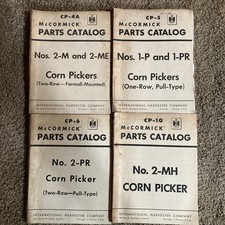 CP-4A
McCORMICK
PARTS CATALOG
Nos. 2-M and 2-ME
Corn Pickers
(Two-Row—Farmall-Mounted)
INTERNATIONAL HARVESTER COMPANY
CP-5
McCORMICK
PARTS CATALOG
Nos. 1-P and 1-PR
Corn Pickers
(One-Row, Pull-Type)
INTERNATIONAL HARVESTER COMPANY
CP-6
McCORMICK
PARTS CATALOG
No. 2-PR
Corn Picker
(Two-Row—Pull-Type)
INTERNATIONAL HARVESTER COMPANY
CP-10
McCORMICK
PARTS CATALOG
No. 2-MH
CORN PICKER
INTERNATIONAL HARVESTER COMPANY